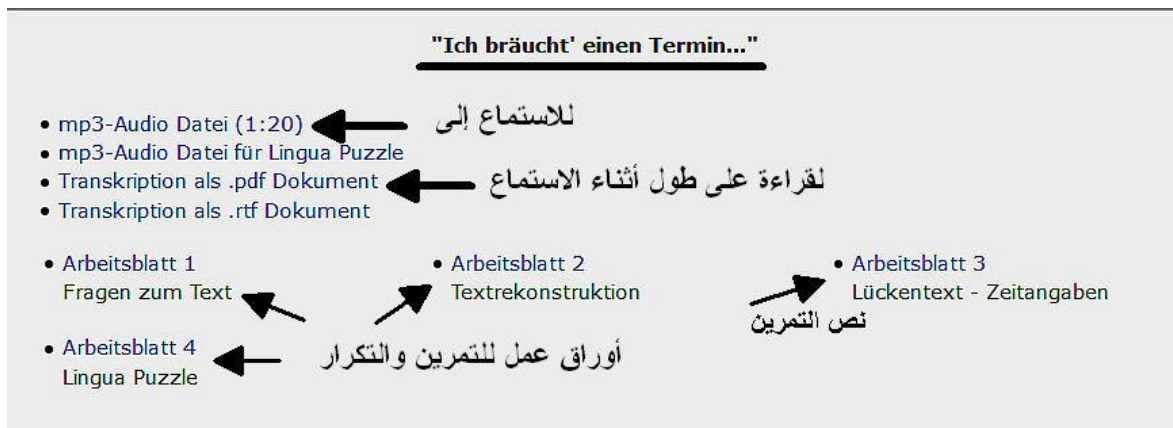 "Ich bräucht' einen Termin..."
• mp3-Audio Datei (1:20) للاستماع إلى
• mp3-Audio Datei für Lingua Puzzle
• Transkription als .pdf Dokument لقراءة على طول أثناء الاستماع
• Transkription als .rtf Dokument
• Arbeitsblatt 1 • Arbeitsblatt 2 • Arbeitsblatt 3
Fragen zum Text Textrekonstruktion Lückentext - Zeitangaben
نص التمرين
• Arbeitsblatt 4 أوراق عمل للتمرين والتكرار
Lingua Puzzle